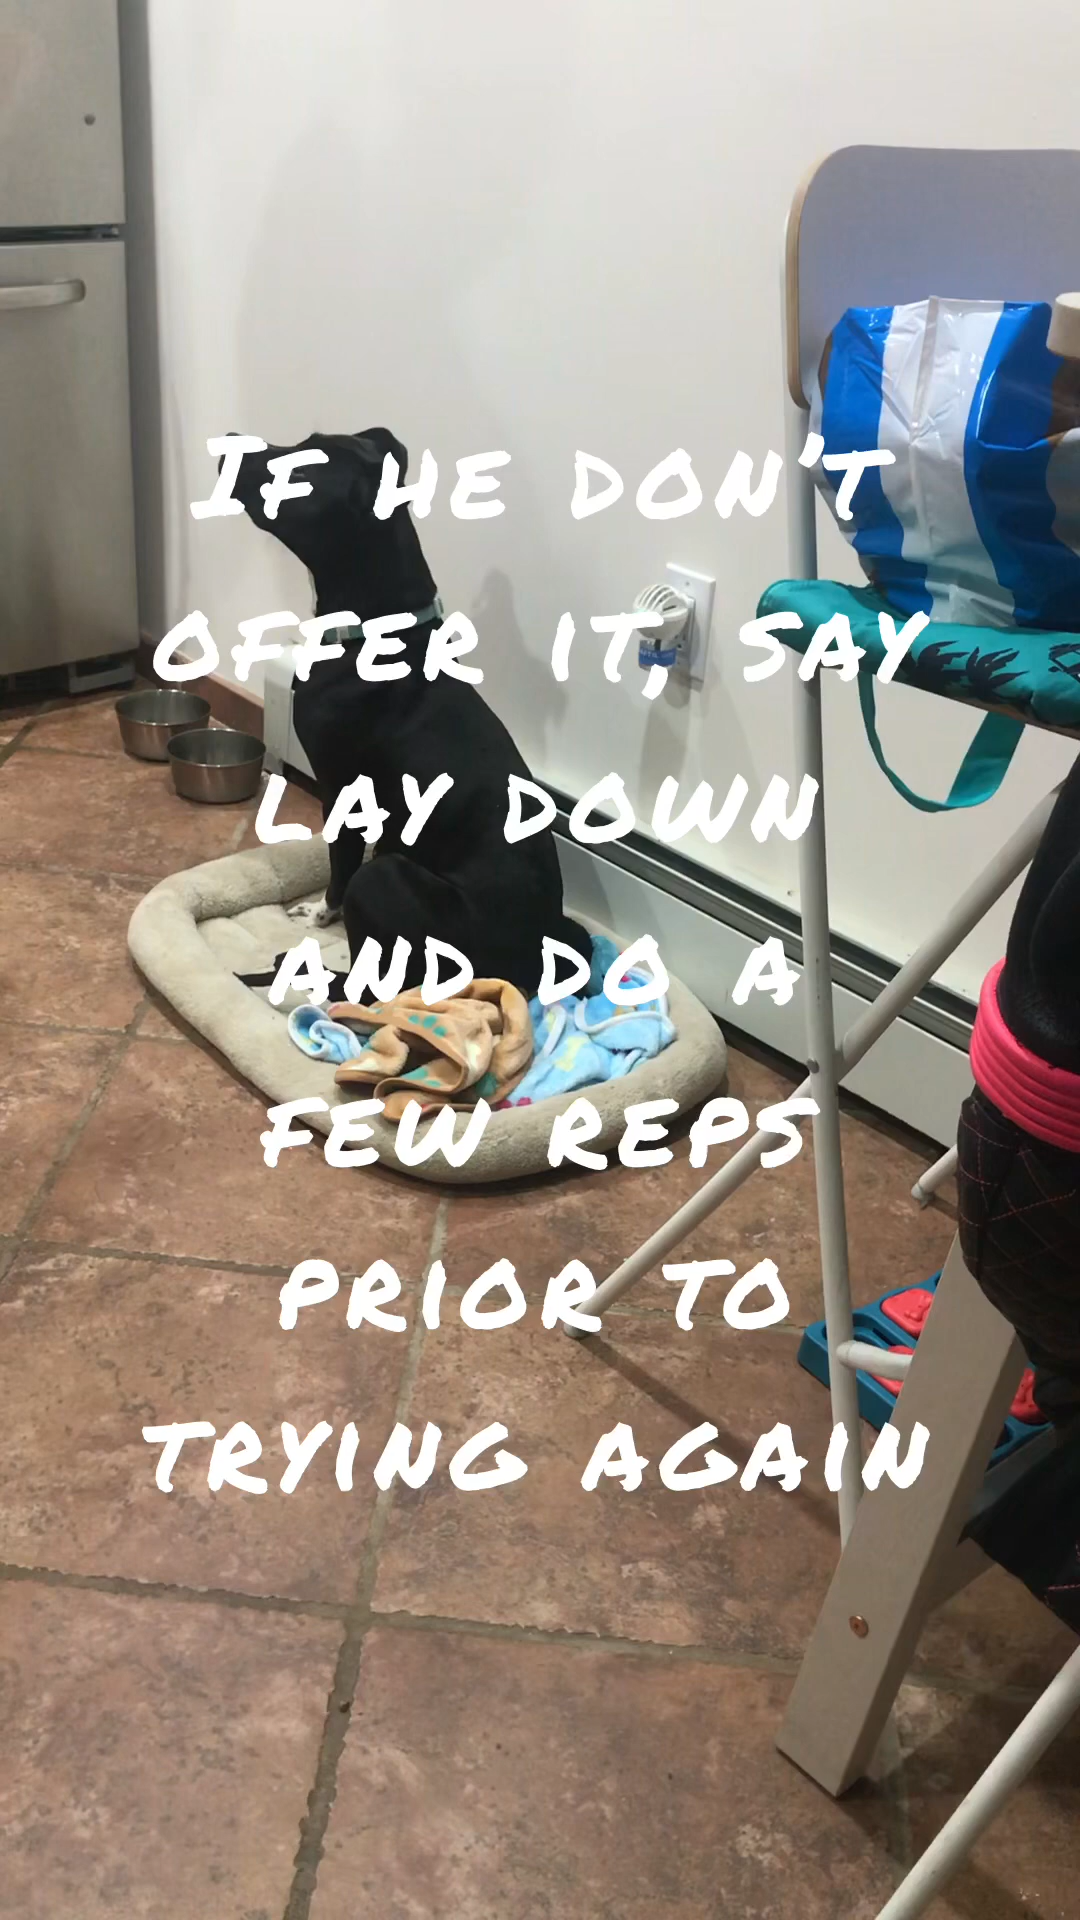 If he don't
offer it, say
lay down
and do a
few reps
prior to
trying again